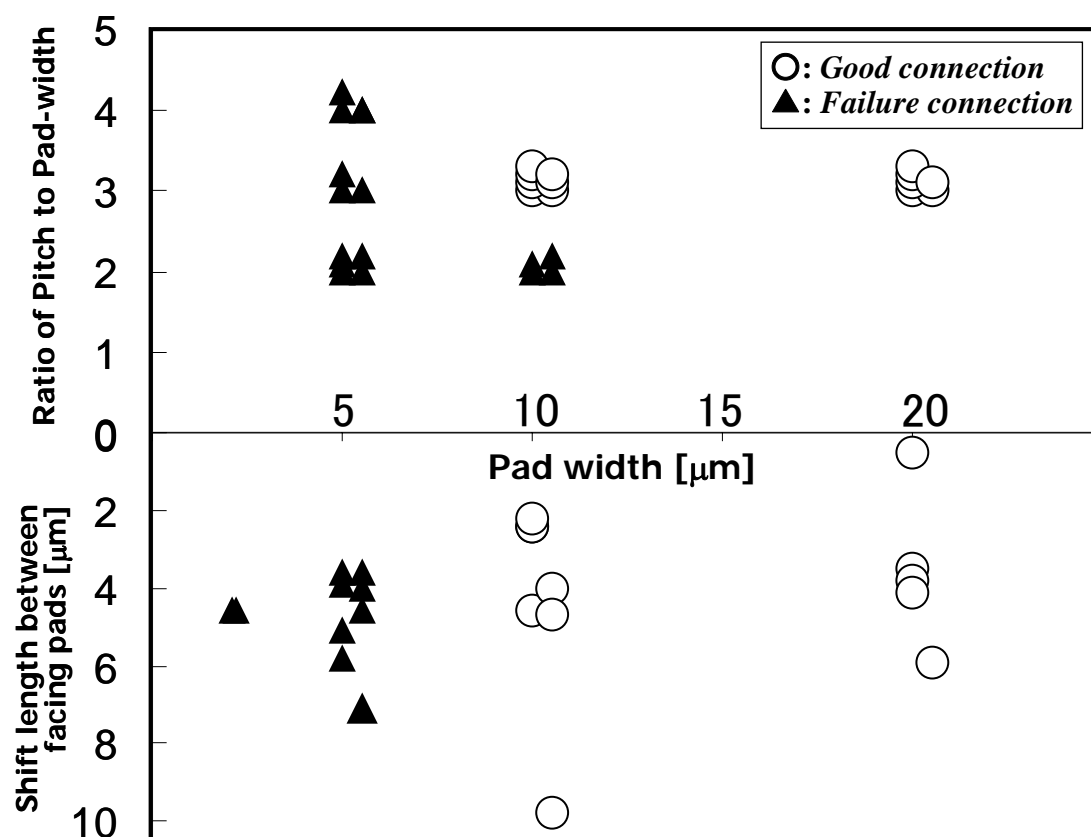 Ratio of Pitch to Pad-width
5
4
3
2
1
0
○: Good connection
▲: Failure connection
5 10 15 20
Pad width [μm]
Shift length between
facing pads [μm]
2
4
6
8
10